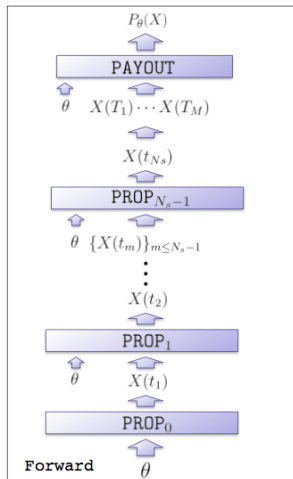 P_θ(X)
PAYOUT
θ X(T_1) ⋯ X(T_M)
X(t_{N_s})
PROP_{N_s−1}
θ {X(t_m)}_{m≤N_s−1}
⋮
X(t_2)
PROP_1
θ X(t_1)
PROP_0
Forward θ